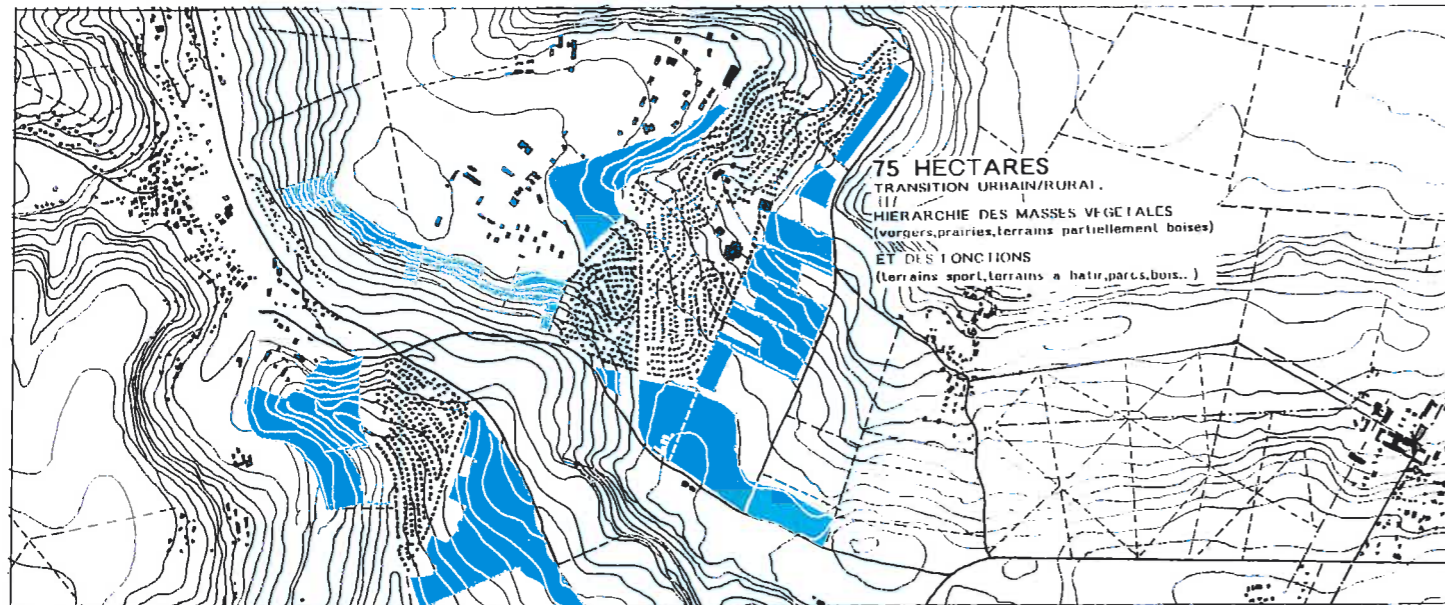 75 HECTARES
TRANSITION URBAIN/RURAL.
HIERARCHIE DES MASSES VEGETALES
(vergers,prairies,terrains partiellement boises)
ET DES FONCTIONS
(terrains sport,terrains a batir,parcs,bois..)